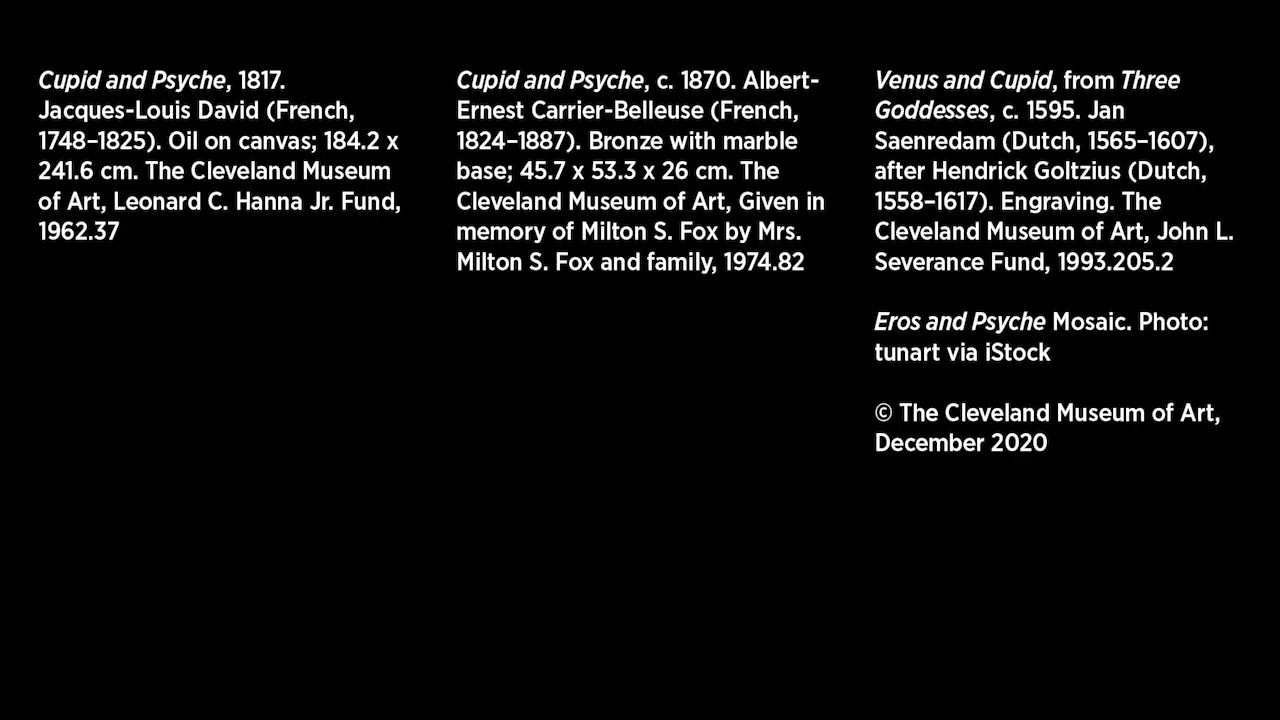 Cupid and Psyche, 1817.
Jacques-Louis David (French,
1748–1825). Oil on canvas; 184.2 x
241.6 cm. The Cleveland Museum
of Art, Leonard C. Hanna Jr. Fund,
1962.37
Cupid and Psyche, c. 1870. Albert-
Ernest Carrier-Belleuse (French,
1824–1887). Bronze with marble
base; 45.7 x 53.3 x 26 cm. The
Cleveland Museum of Art, Given in
memory of Milton S. Fox by Mrs.
Milton S. Fox and family, 1974.82
Venus and Cupid, from Three
Goddesses, c. 1595. Jan
Saenredam (Dutch, 1565–1607),
after Hendrick Goltzius (Dutch,
1558–1617). Engraving. The
Cleveland Museum of Art, John L.
Severance Fund, 1993.205.2
Eros and Psyche Mosaic. Photo:
tunart via iStock
© The Cleveland Museum of Art,
December 2020